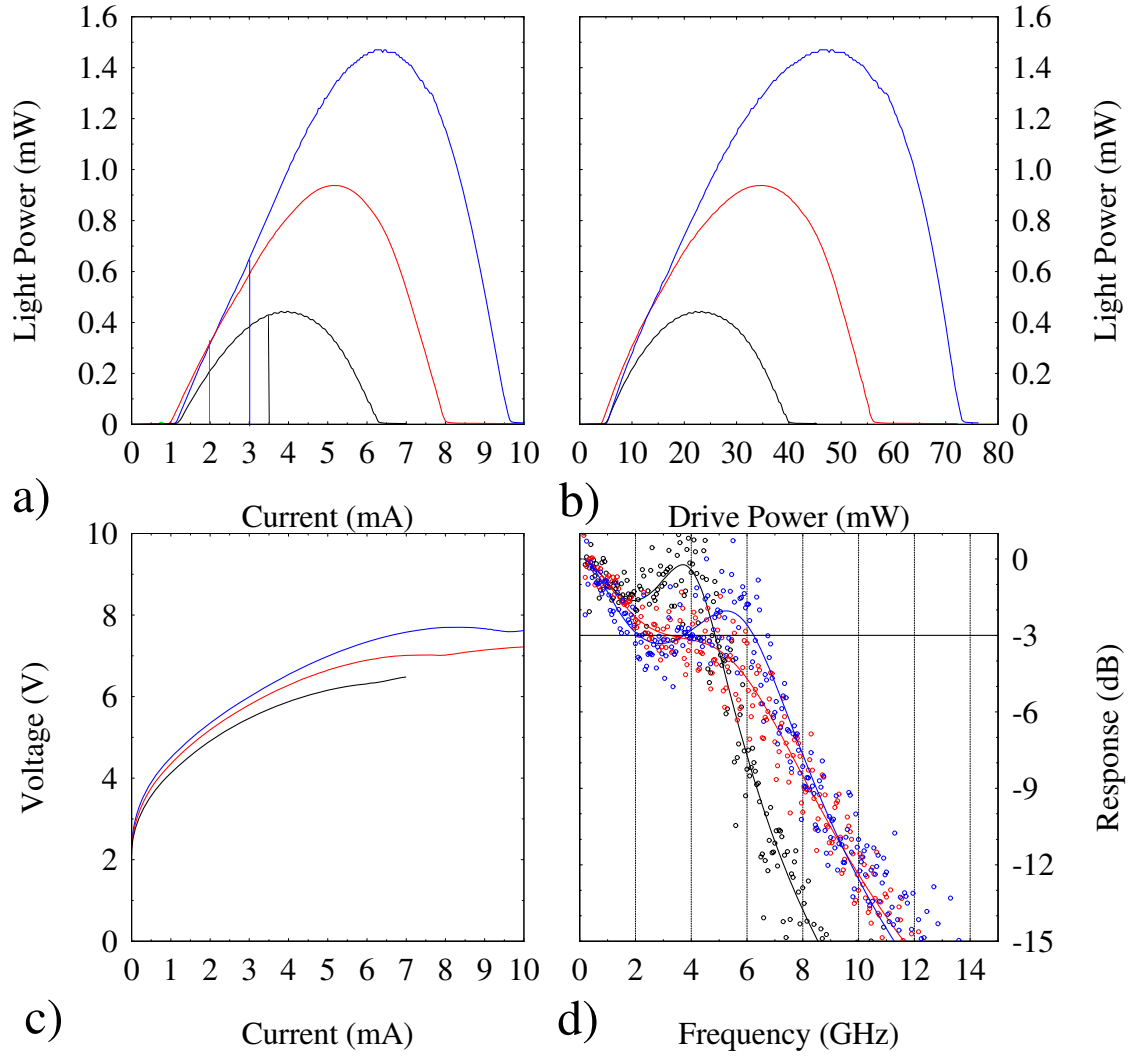 1.6
1.4
1.2
1.0
0.8
0.6
0.4
0.2
0
Light Power (mW)
0 1 2 3 4 5 6 7 8 9 10
a)
Current (mA)
1.6
1.4
1.2
1.0
0.8
0.6
0.4
0.2
0
Light Power (mW)
0 10 20 30 40 50 60 70 80
b)
Drive Power (mW)
10
8
6
4
2
0
Voltage (V)
0 1 2 3 4 5 6 7 8 9 10
c)
Current (mA)
0
-3
-6
-9
-12
-15
Response (dB)
0 2 4 6 8 10 12 14
d)
Frequency (GHz)